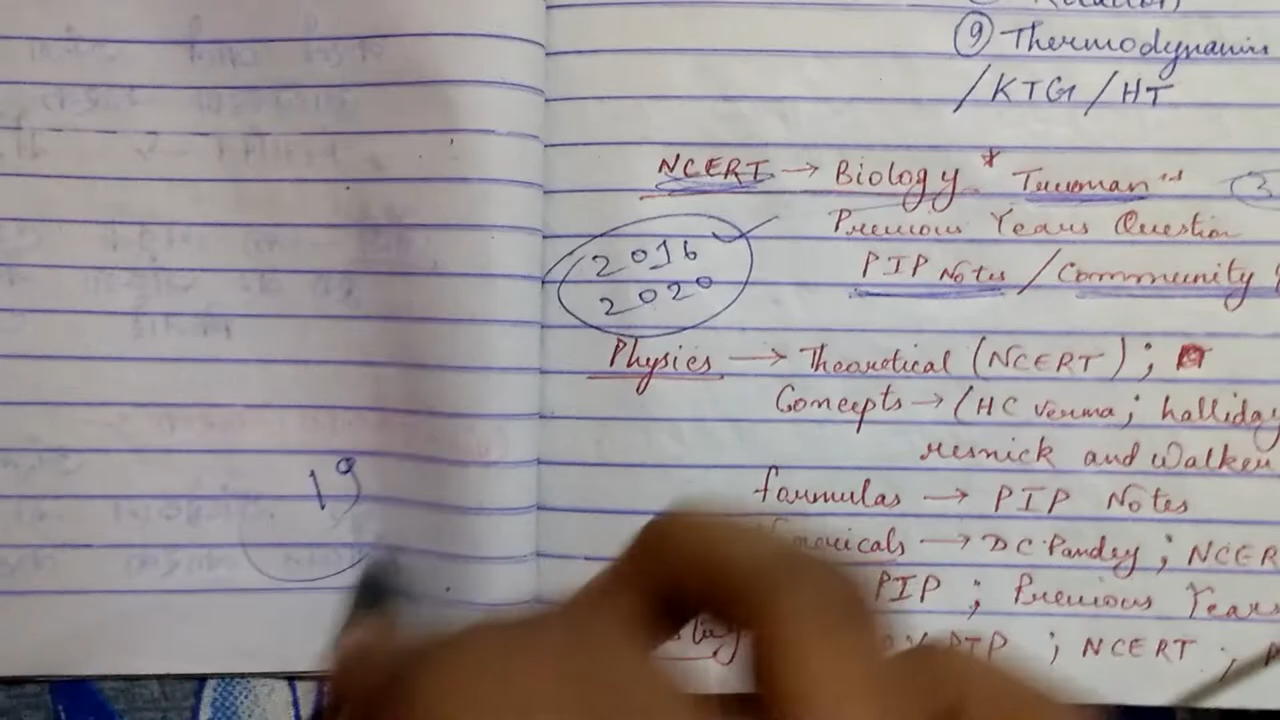 ⑨ Thermodynamics
/KTG/HT
NCERT → Biology * Trueman"
Previous Years Question
2016
2020
PIP Notes / Community
Physics → Theoretical (NCERT);
Concepts → (HC Verma; halliday
resnick and Walker
19
formulas → PIP Notes
→ DC Pandey; NCER
PIP ; Previous Years
PIP ; NCERT ;